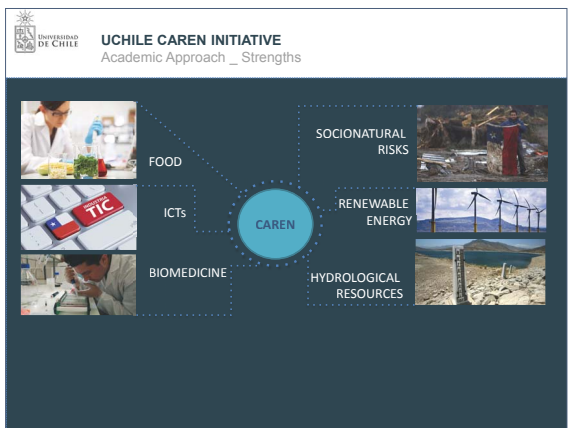 UNIVERSIDAD
DE CHILE
UCHILE CAREN INITIATIVE
Academic Approach _ Strengths
FOOD
ICTs
INDUSTRIA
TIC
BIOMEDICINE
CAREN
SOCIONATURAL
RISKS
RENEWABLE
ENERGY
HYDROLOGICAL
RESOURCES